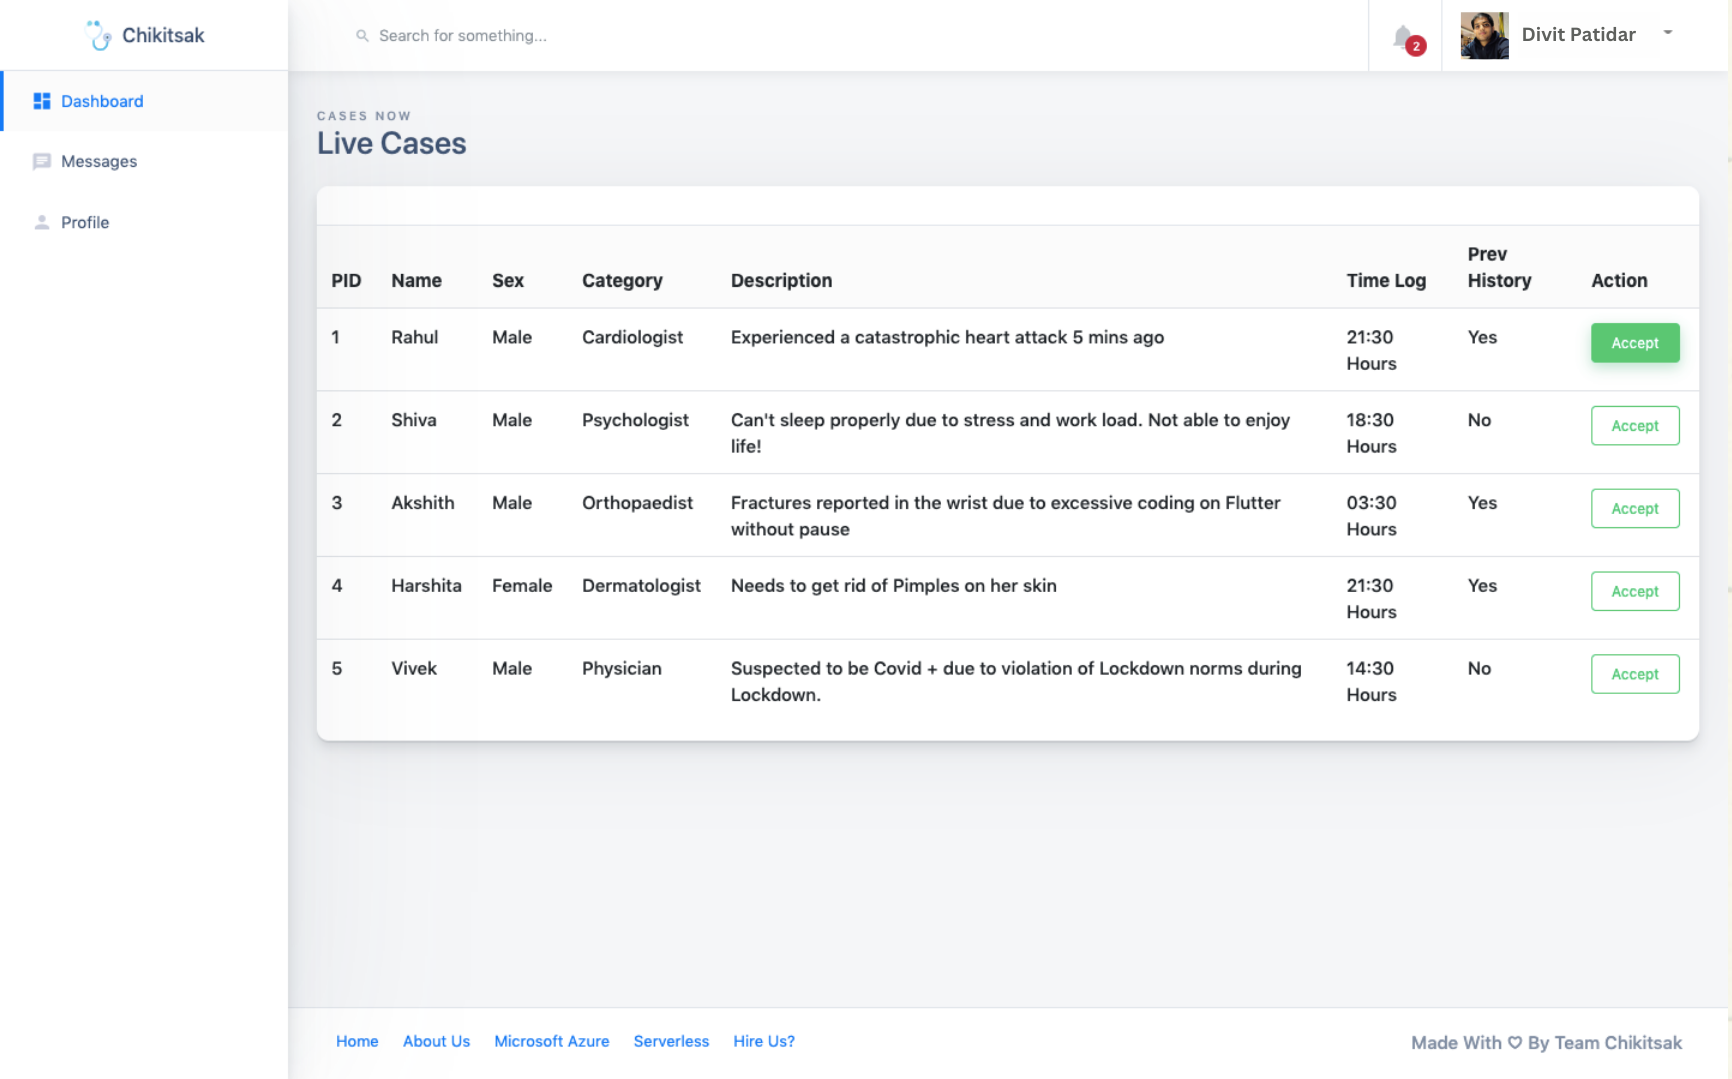 Chikitsak
Search for something...
2
Divit Patidar
Dashboard
Messages
Profile
CASES NOW
Live Cases
PID Name Sex Category Description Time Log Prev History Action
1 Rahul Male Cardiologist Experienced a catastrophic heart attack 5 mins ago 21:30 Hours Yes Accept
2 Shiva Male Psychologist Can't sleep properly due to stress and work load. Not able to enjoy life! 18:30 Hours No Accept
3 Akshith Male Orthopaedist Fractures reported in the wrist due to excessive coding on Flutter without pause 03:30 Hours Yes Accept
4 Harshita Female Dermatologist Needs to get rid of Pimples on her skin 21:30 Hours Yes Accept
5 Vivek Male Physician Suspected to be Covid + due to violation of Lockdown norms during Lockdown. 14:30 Hours No Accept
Home About Us Microsoft Azure Serverless Hire Us?
Made With ♡ By Team Chikitsak